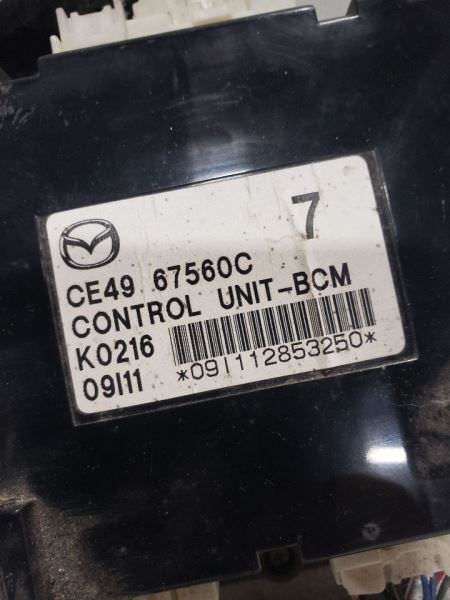 7
CE49 67560C
CONTROL UNIT-BCM
K0216
09I11
*09I112853250*